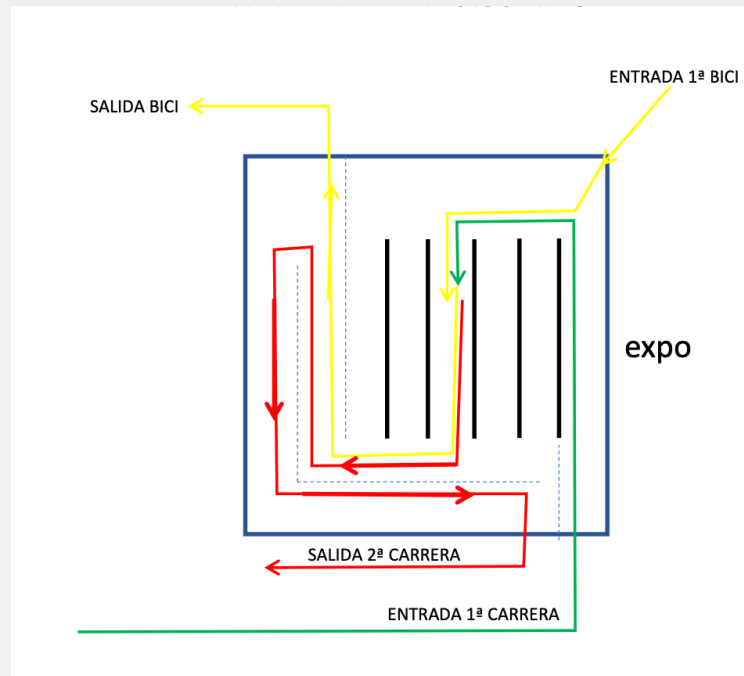 ENTRADA 1ª BICI
SALIDA BICI
expo
SALIDA 2ª CARRERA
ENTRADA 1ª CARRERA